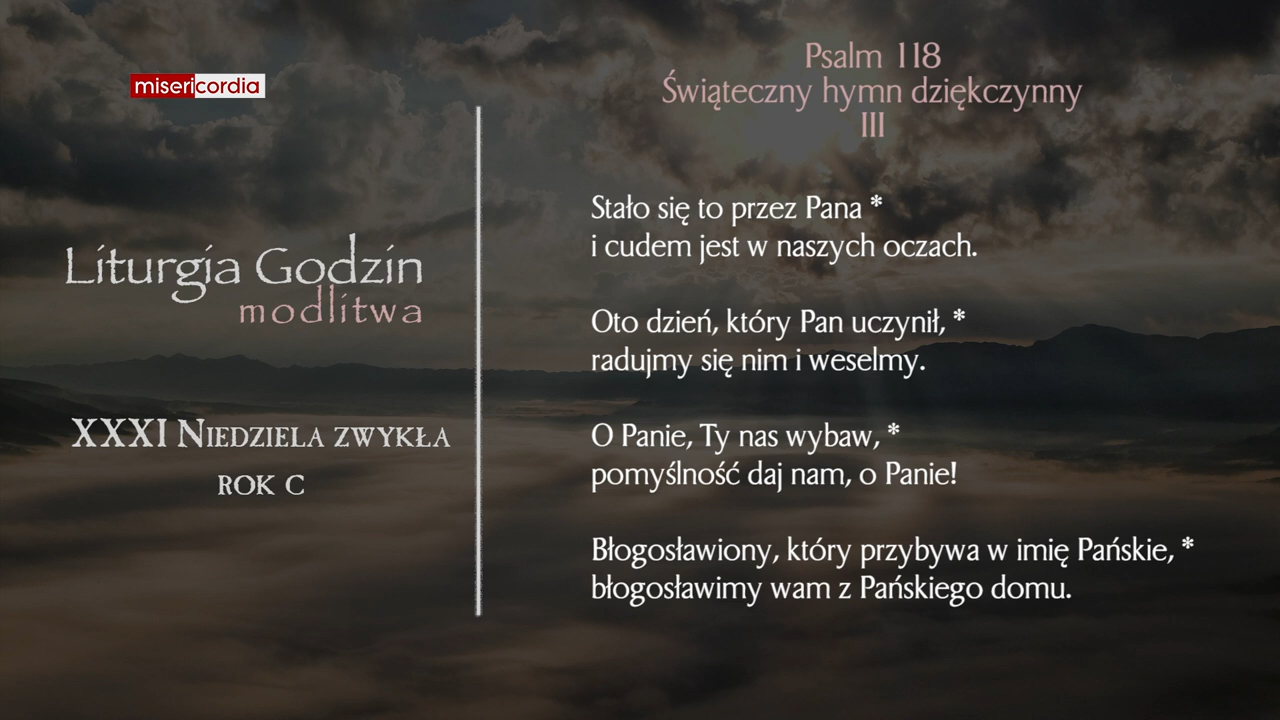 misericordia
Liturgia Godzin
modlitwa
XXXI Niedziela zwykła
rok C
Psalm 118
Świąteczny hymn dziękczynny
III
Stało się to przez Pana *
i cudem jest w naszych oczach.
Oto dzień, który Pan uczynił, *
radujmy się nim i weselmy.
O Panie, Ty nas wybaw, *
pomyślność daj nam, o Panie!
Błogosławiony, który przybywa w imię Pańskie, *
błogosławimy wam z Pańskiego domu.